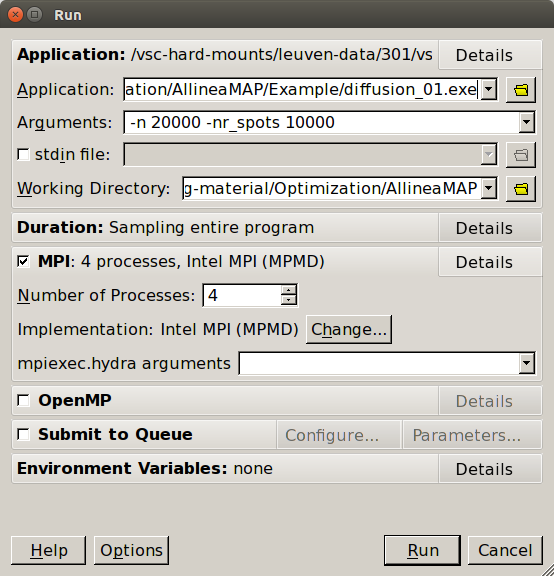 Run
Application: /vsc-hard-mounts/leuven-data/301/vs Details
Application: ation/AllineaMAP/Example/diffusion_01.exe
Arguments: -n 20000 -nr_spots 10000
stdin file:
Working Directory: g-material/Optimization/AllineaMAP
Duration: Sampling entire program Details
MPI: 4 processes, Intel MPI (MPMD) Details
Number of Processes: 4
Implementation: Intel MPI (MPMD) Change...
mpiexec.hydra arguments
OpenMP Details
Submit to Queue Configure... Parameters...
Environment Variables: none Details
Help Options Run Cancel